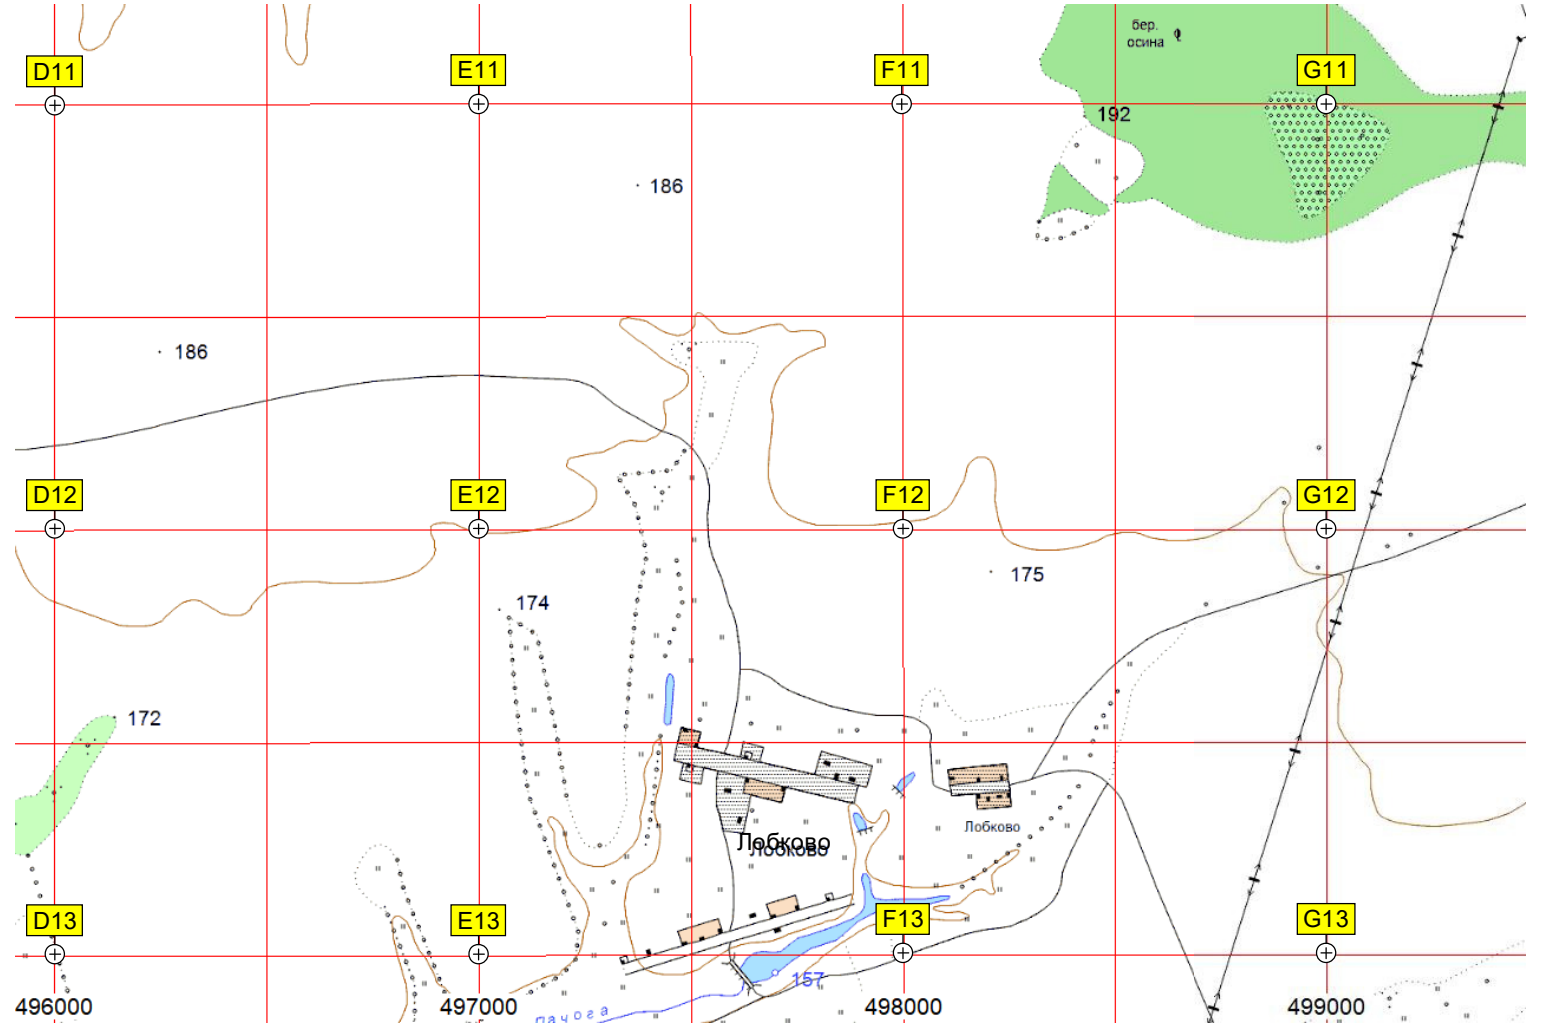 бер.
осина
D11
E11
F11
G11
192
186
186
D12
E12
F12
G12
175
174
172
Лобково
Лобково
Лобково
D13
E13
F13
G13
157
496000
497000
498000
499000
Пачога